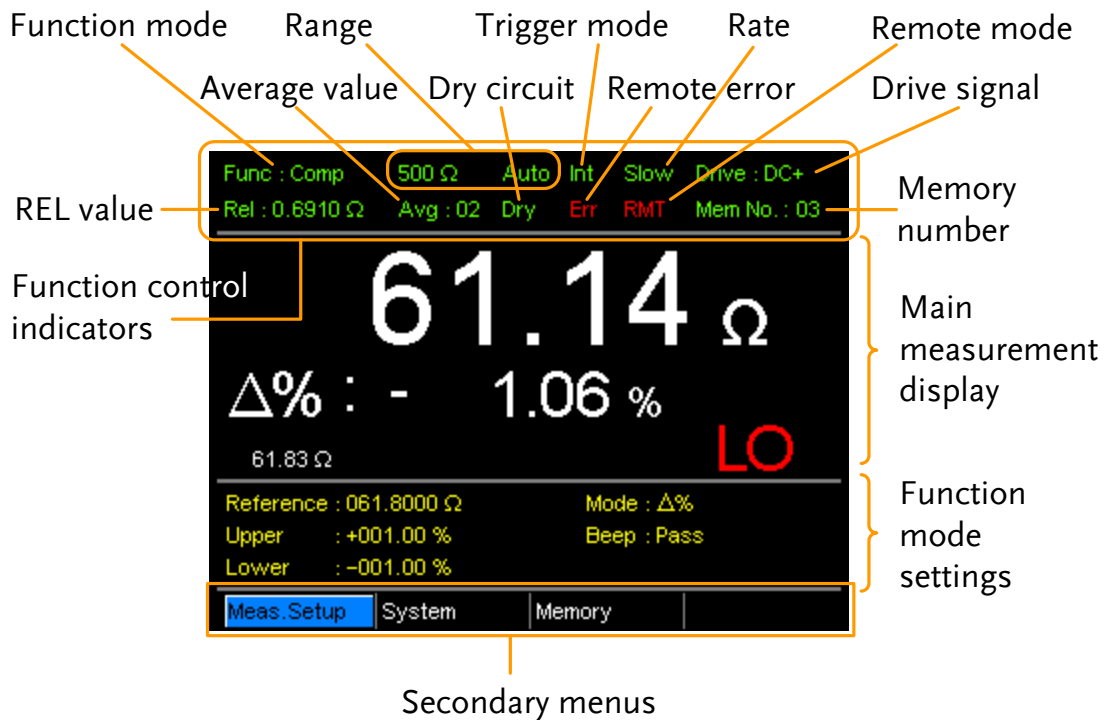 Function mode
Range
Trigger mode
Rate
Remote mode
Average value
Dry circuit
Remote error
Drive signal
Func : Comp 500 Ω Auto Int Slow Drive : DC+
REL value
Rel : 0.6910 Ω Avg : 02 Dry Err RMT Mem No. : 03
Memory
number
Function control
indicators
61.14 Ω
Main
measurement
display
Δ% : - 1.06 %
61.83 Ω
LO
Reference : 061.8000 Ω Mode : Δ%
Upper : +001.00 % Beep : Pass
Lower : −001.00 %
Function
mode
settings
Meas.Setup System Memory
Secondary menus